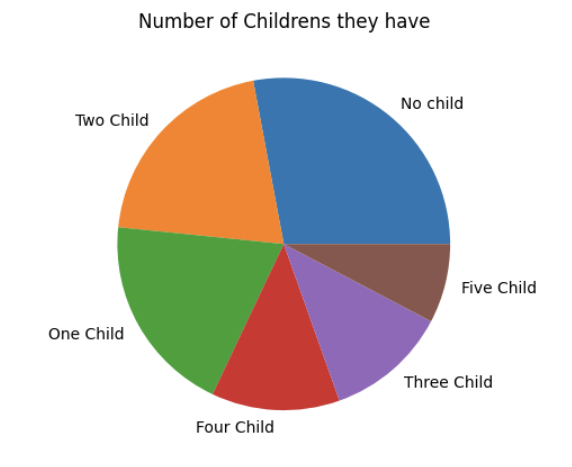 Number of Childrens they have
No child
Two Child
One Child
Five Child
Three Child
Four Child